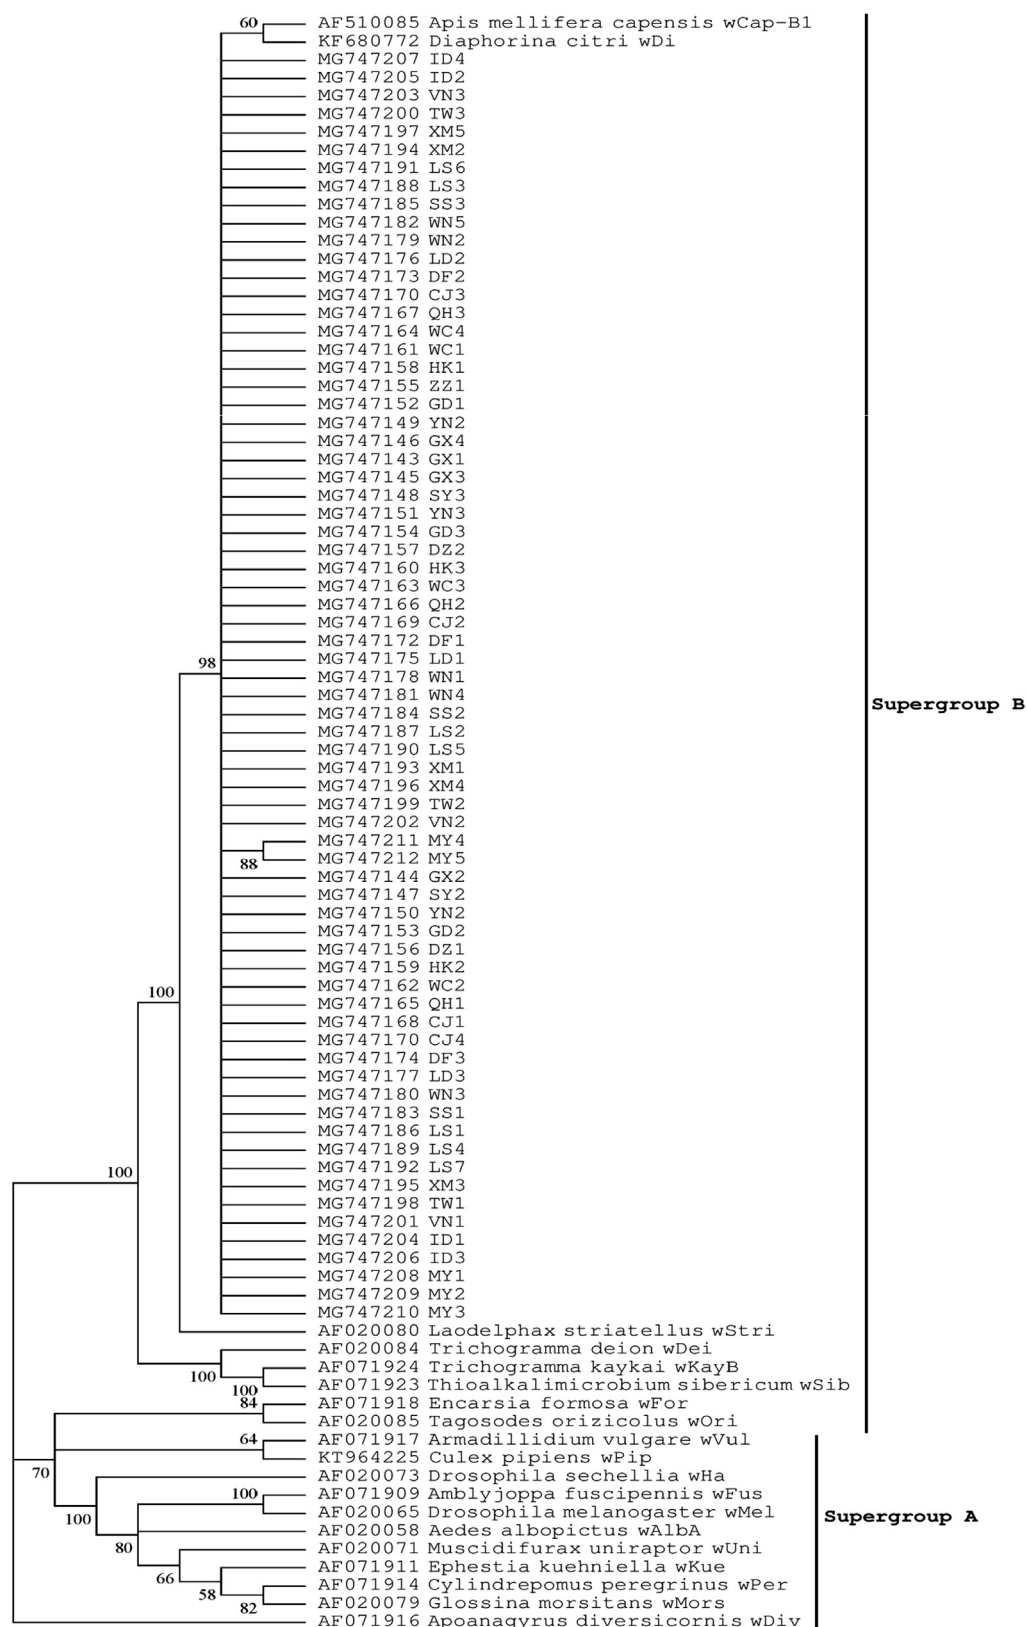 60
AF510085 Apis mellifera capensis wCap-B1
KF680772 Diaphorina citri wDi
MG747207 ID4
MG747205 ID2
MG747203 VN3
MG747200 TW3
MG747197 XM5
MG747194 XM2
MG747191 LS6
MG747188 LS3
MG747185 SS3
MG747182 WN5
MG747179 WN2
MG747176 LD2
MG747173 DF2
MG747170 CJ3
MG747167 QH3
MG747164 WC4
MG747161 WC1
MG747158 HK1
MG747155 ZZ1
MG747152 GD1
MG747149 YN2
MG747146 GX4
MG747143 GX1
MG747145 GX3
MG747148 SY3
MG747151 YN3
MG747154 GD3
MG747157 DZ2
MG747160 HK3
MG747163 WC3
MG747166 QH2
MG747169 CJ2
MG747172 DF1
MG747175 LD1
98
MG747178 WN1
MG747181 WN4
Supergroup B
MG747184 SS2
MG747187 LS2
MG747190 LS5
MG747193 XM1
MG747196 XM4
MG747199 TW2
MG747202 VN2
MG747211 MY4
MG747212 MY5
88
MG747144 GX2
MG747147 SY2
MG747150 YN2
MG747153 GD2
MG747156 DZ1
MG747159 HK2
MG747162 WC2
100
MG747165 QH1
MG747168 CJ1
MG747170 CJ4
MG747174 DF3
MG747177 LD3
MG747180 WN3
MG747183 SS1
MG747186 LS1
MG747189 LS4
MG747192 LS7
100
MG747195 XM3
MG747198 TW1
MG747201 VN1
MG747204 ID1
MG747206 ID3
MG747208 MY1
MG747209 MY2
MG747210 MY3
AF020080 Laodelphax striatellus wStri
AF020084 Trichogramma deion wDei
AF071924 Trichogramma kaykai wKayB
100
AF071923 Thioalkalimicrobium sibericum wSib
100
84
AF071918 Encarsia formosa wFor
AF020085 Tagosodes orizicolus wOri
64
AF071917 Armadillidium vulgare wVul
KT964225 Culex pipiens wPip
70
AF020073 Drosophila sechellia wHa
100
AF071909 Amblyjoppa fuscipennis wFus
AF020065 Drosophila melanogaster wMel
Supergroup A
100
AF020058 Aedes albopictus wAlbA
80
AF020071 Muscidifurax uniraptor wUni
AF071911 Ephestia kuehniella wKue
66
AF071914 Cylindrepomus peregrinus wPer
58
AF020079 Glossina morsitans wMors
82
AF071916 Apoanagyrus diversicornis wDiv